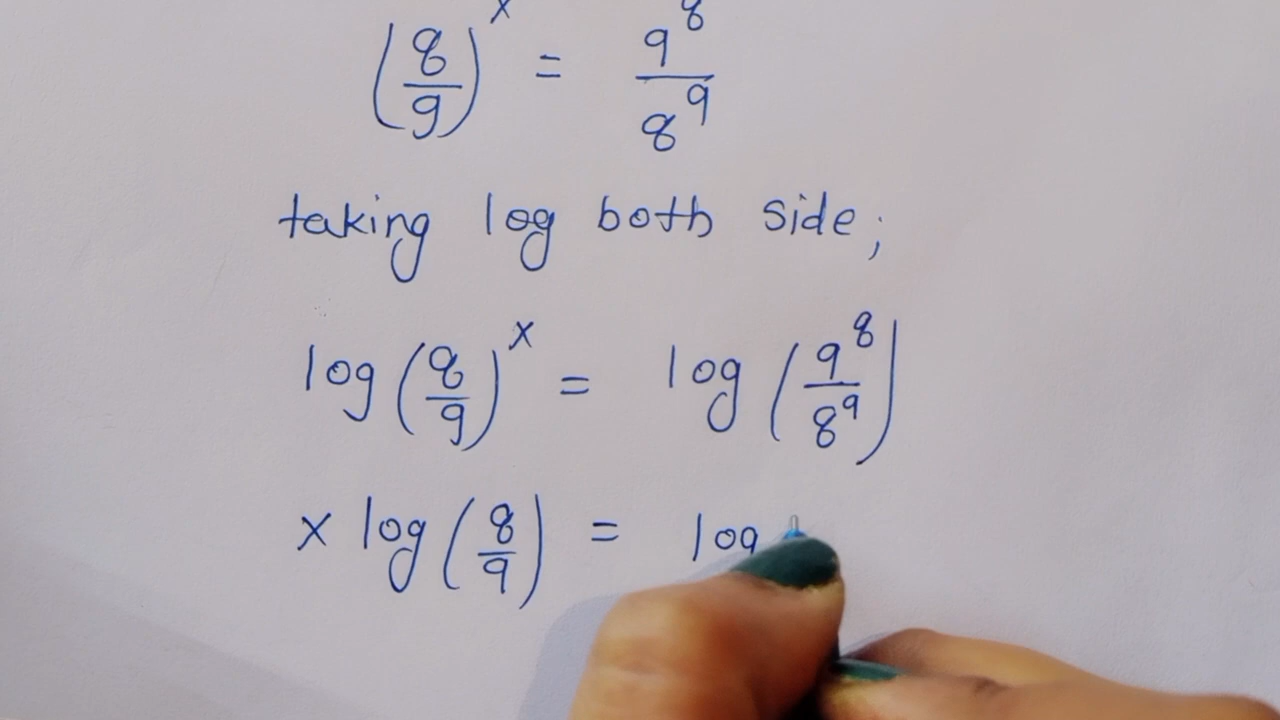 (8/9)^x = 9^8/8^9
taking log both side;
log(8/9)^x = log(9^8/8^9)
x log(8/9) = log